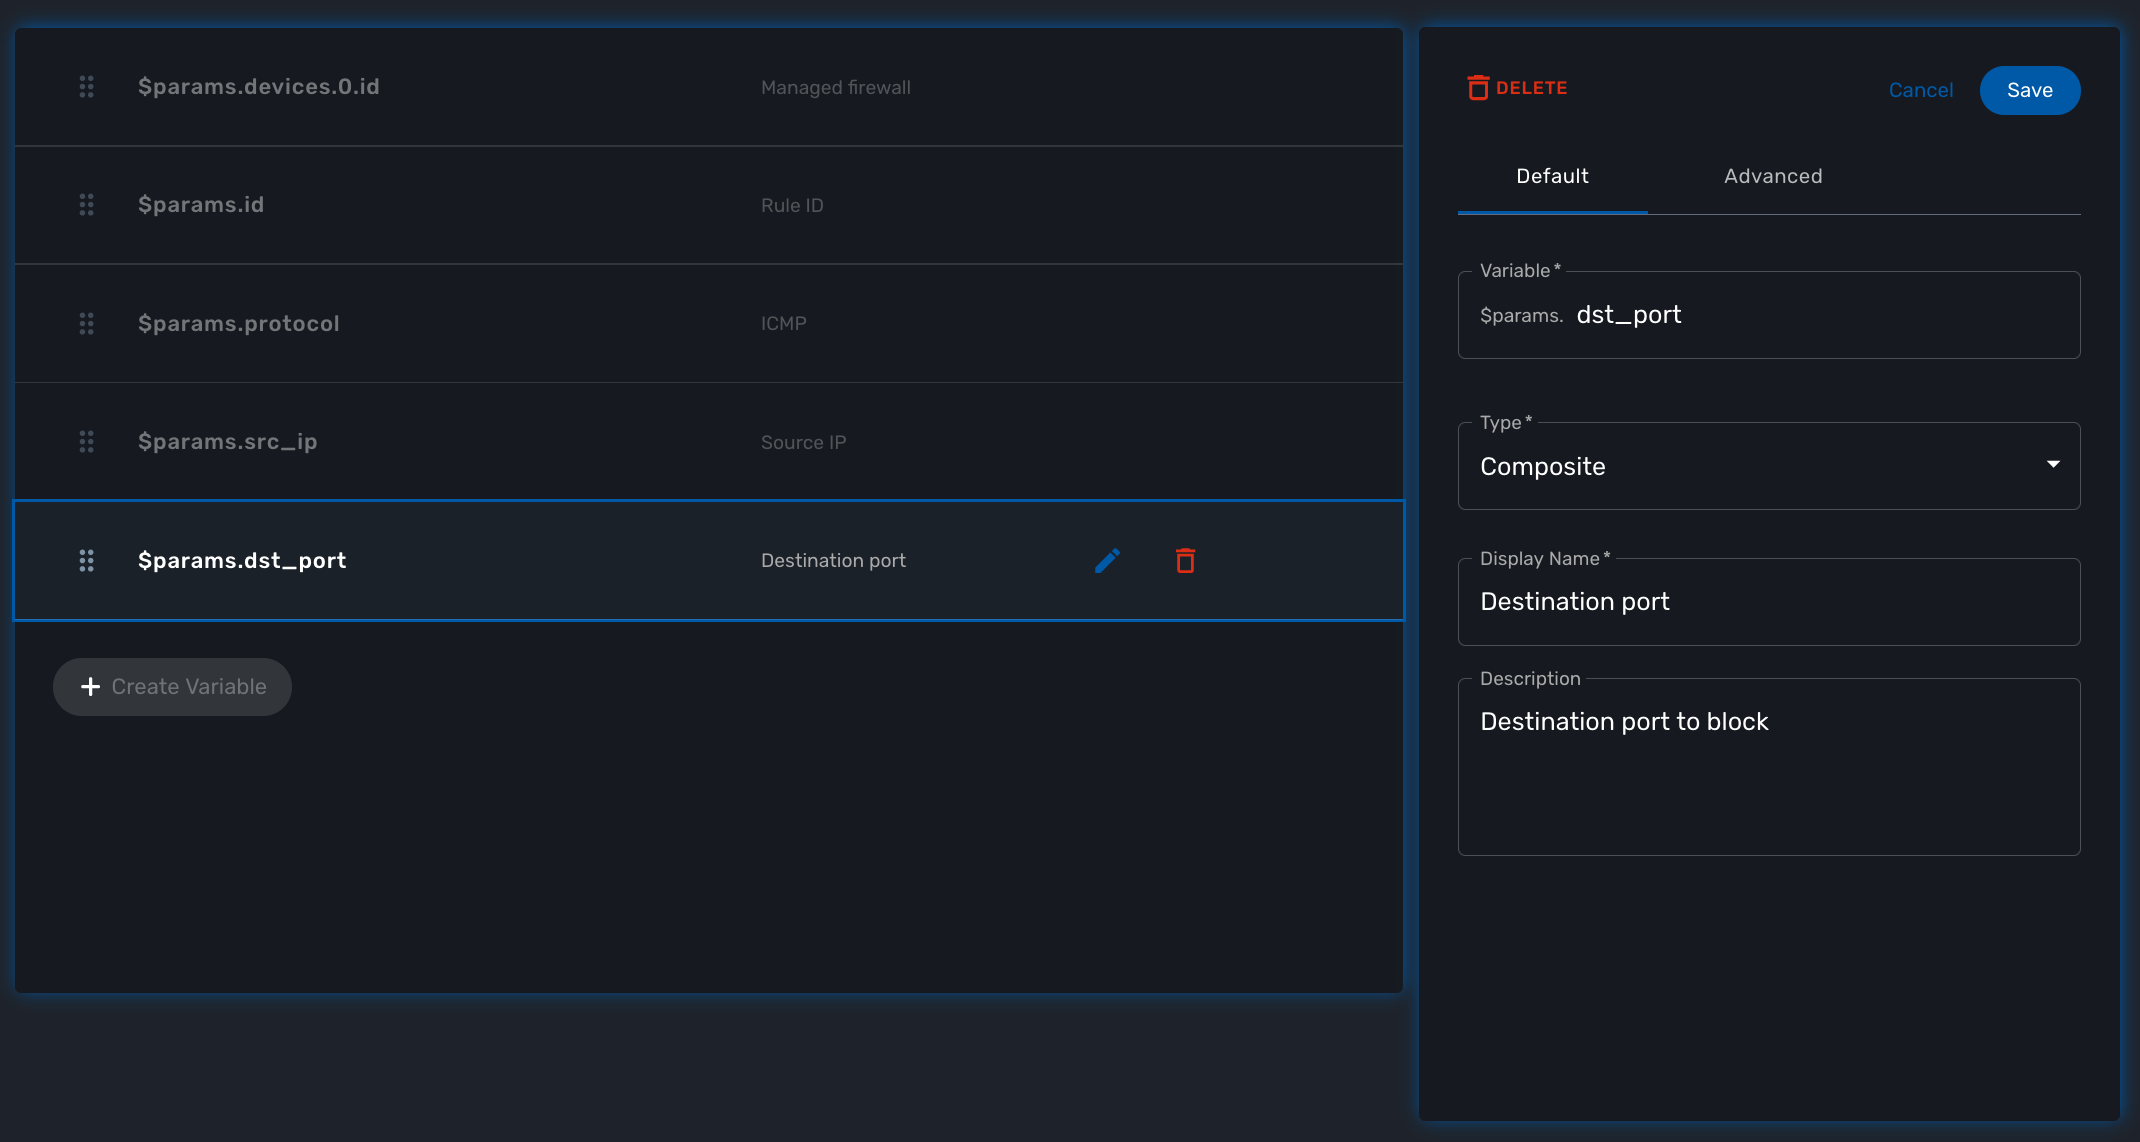 $params.devices.0.id
Managed firewall
$params.id
Rule ID
$params.protocol
ICMP
$params.src_ip
Source IP
$params.dst_port
Destination port
Create Variable
DELETE
Cancel
Save
Default
Advanced
Variable*
$params. dst_port
Type*
Composite
Display Name*
Destination port
Description
Destination port to block